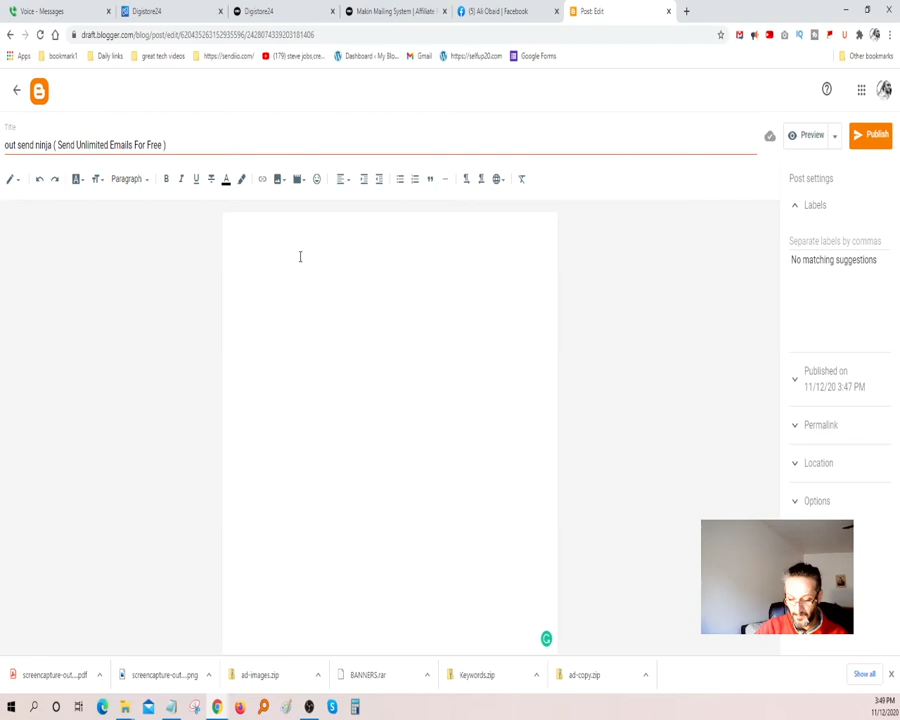 Voice - Messages
Digistore24
Digistore24
Makin Mailing System | Affiliate
(5) Ali Obaid | Facebook
Post: Edit
draft.blogger.com/blog/post/edit/620435263152935596/2428074339203181406
Apps
bookmark1
Daily links
great tech videos
https://sendiio.com/
(179) steve jobs,cre...
Dashboard ‹ My Blo...
Gmail
https://selfup20.com
Google Forms
Other bookmarks
Title
out send ninja ( Send Unlimited Emails For Free )
Preview
Publish
Paragraph
Post settings
Labels
Separate labels by commas
No matching suggestions
Published on
11/12/20 3:47 PM
Permalink
Location
Options
screencapture-out....pdf
screencapture-out....png
ad-images.zip
BANNERS.rar
Keywords.zip
ad-copy.zip
Show all
3:49 PM
11/12/2020